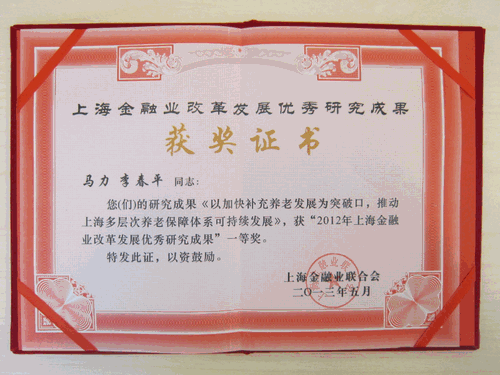 上海金融业改革发展优秀研究成果
获奖证书
马力 李春平 同志：
您(们)的研究成果《以加快补充养老发展为突破口，推动
上海多层次养老保障体系可持续发展》，获“2012年上海金融
业改革发展优秀研究成果”一等奖。
特发此证，以资鼓励。
上海金融业联合会
二〇一三年五月